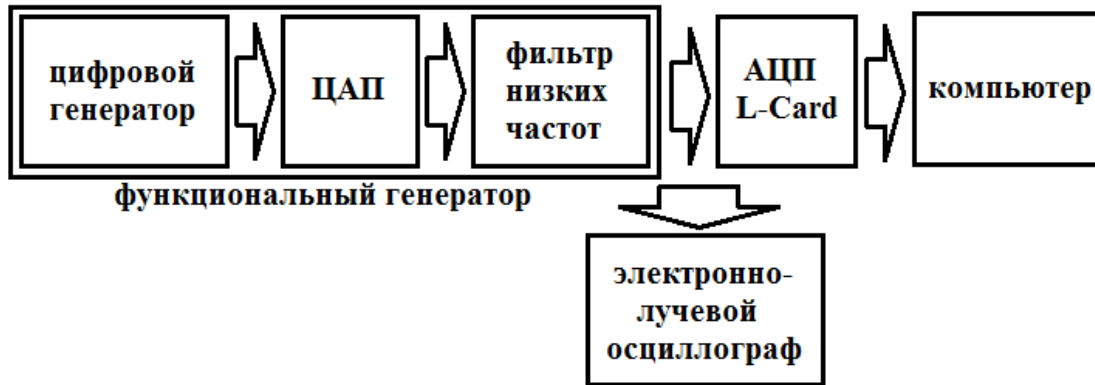 цифровой
генератор
ЦАП
фильтр
низких
частот
АЦП
L-Card
компьютер
функциональный генератор
электронно-
лучевой
осциллограф